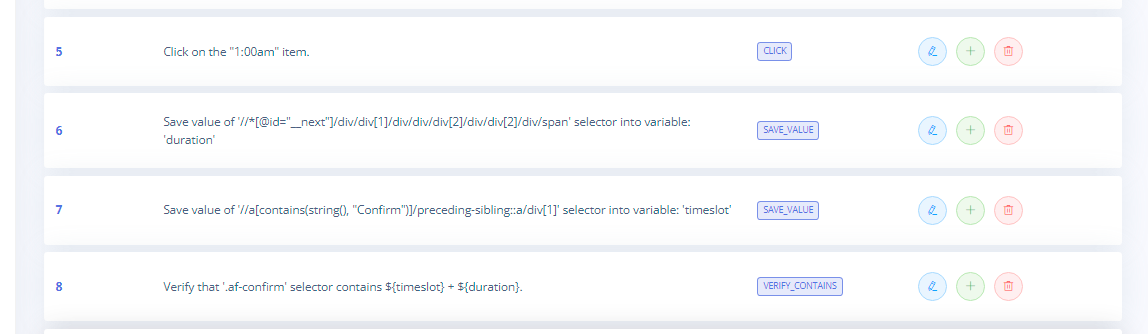 5 Click on the "1:00am" item. CLICK
6 Save value of '//*[@id="__next"]/div/div[1]/div/div/div[2]/div/div[2]/div/span' selector into variable: SAVE_VALUE
'duration'
7 Save value of '//a[contains(string(), "Confirm")]/preceding-sibling::a/div[1]' selector into variable: 'timeslot' SAVE_VALUE
8 Verify that '.af-confirm' selector contains ${timeslot} + ${duration}. VERIFY_CONTAINS